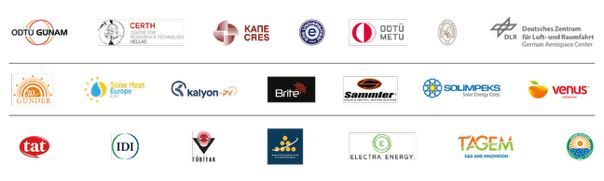 ODTÜ GÜNAM
CERTH
CENTRE FOR
RESEARCH & TECHNOLOGY
HELLAS
ΚΑΠΕ
CRES
ODTÜ
METU
DLR
Deutsches Zentrum
für Luft- und Raumfahrt
German Aerospace Center
GÜNDER
Solar Heat
Europe
kalyon PV
Brite
Sammler
SOLIMPEKS
Solar Energy Corp.
VENUS
tat
IDI
TÜBİTAK
ELECTRA ENERGY.
TAGEM
R&D AND INNOVATION